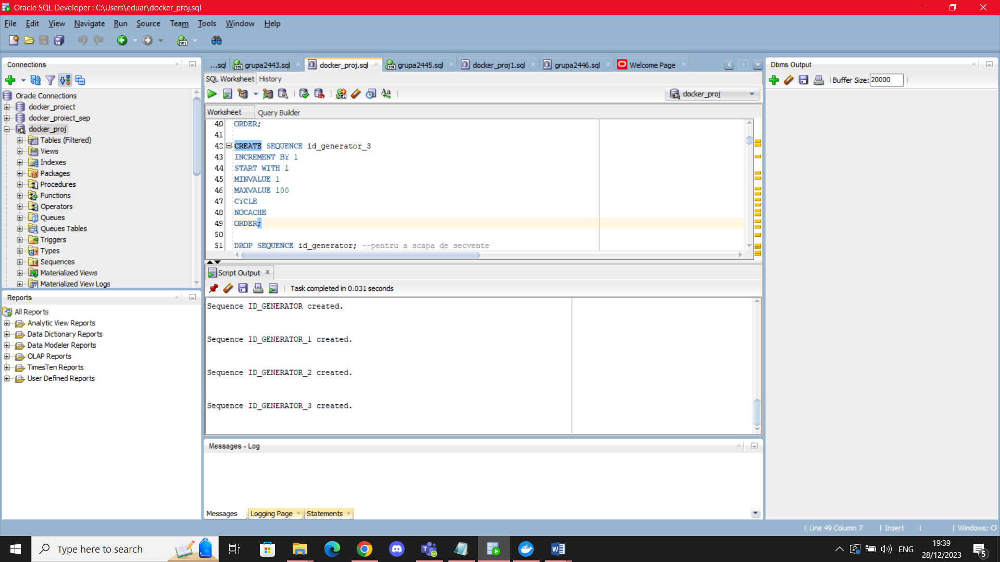 Oracle SQL Developer : C:\Users\eduar\docker_proj.sql
File Edit View Navigate Run Source Team Tools Window Help
Connections
Oracle Connections
docker_proiect
docker_proiect_sep
docker_proj
Tables (Filtered)
Views
Indexes
Packages
Procedures
Functions
Operators
Queues
Queues Tables
Triggers
Types
Sequences
Materialized Views
Materialized View Logs
Reports
All Reports
Analytic View Reports
Data Dictionary Reports
Data Modeler Reports
OLAP Reports
TimesTen Reports
User Defined Reports
...sql grupa2443.sql docker_proj.sql grupa2445.sql docker_proj1.sql grupa2446.sql Welcome Page
SQL Worksheet History
docker_proj
Worksheet Query Builder
40 ORDER;
41
42 CREATE SEQUENCE id_generator_3
43 INCREMENT BY 1
44 START WITH 1
45 MINVALUE 1
46 MAXVALUE 100
47 CYCLE
48 NOCACHE
49 ORDER;
50
51 DROP SEQUENCE id_generator; --pentru a scapa de secvente
Script Output x
Task completed in 0.031 seconds
Sequence ID_GENERATOR created.
Sequence ID_GENERATOR_1 created.
Sequence ID_GENERATOR_2 created.
Sequence ID_GENERATOR_3 created.
Messages - Log
Messages Logging Page Statements
Dbms Output
Buffer Size: 20000
Line 49 Column 7 Insert Windows: CF
Type here to search
ENG
19:39
28/12/2023
5